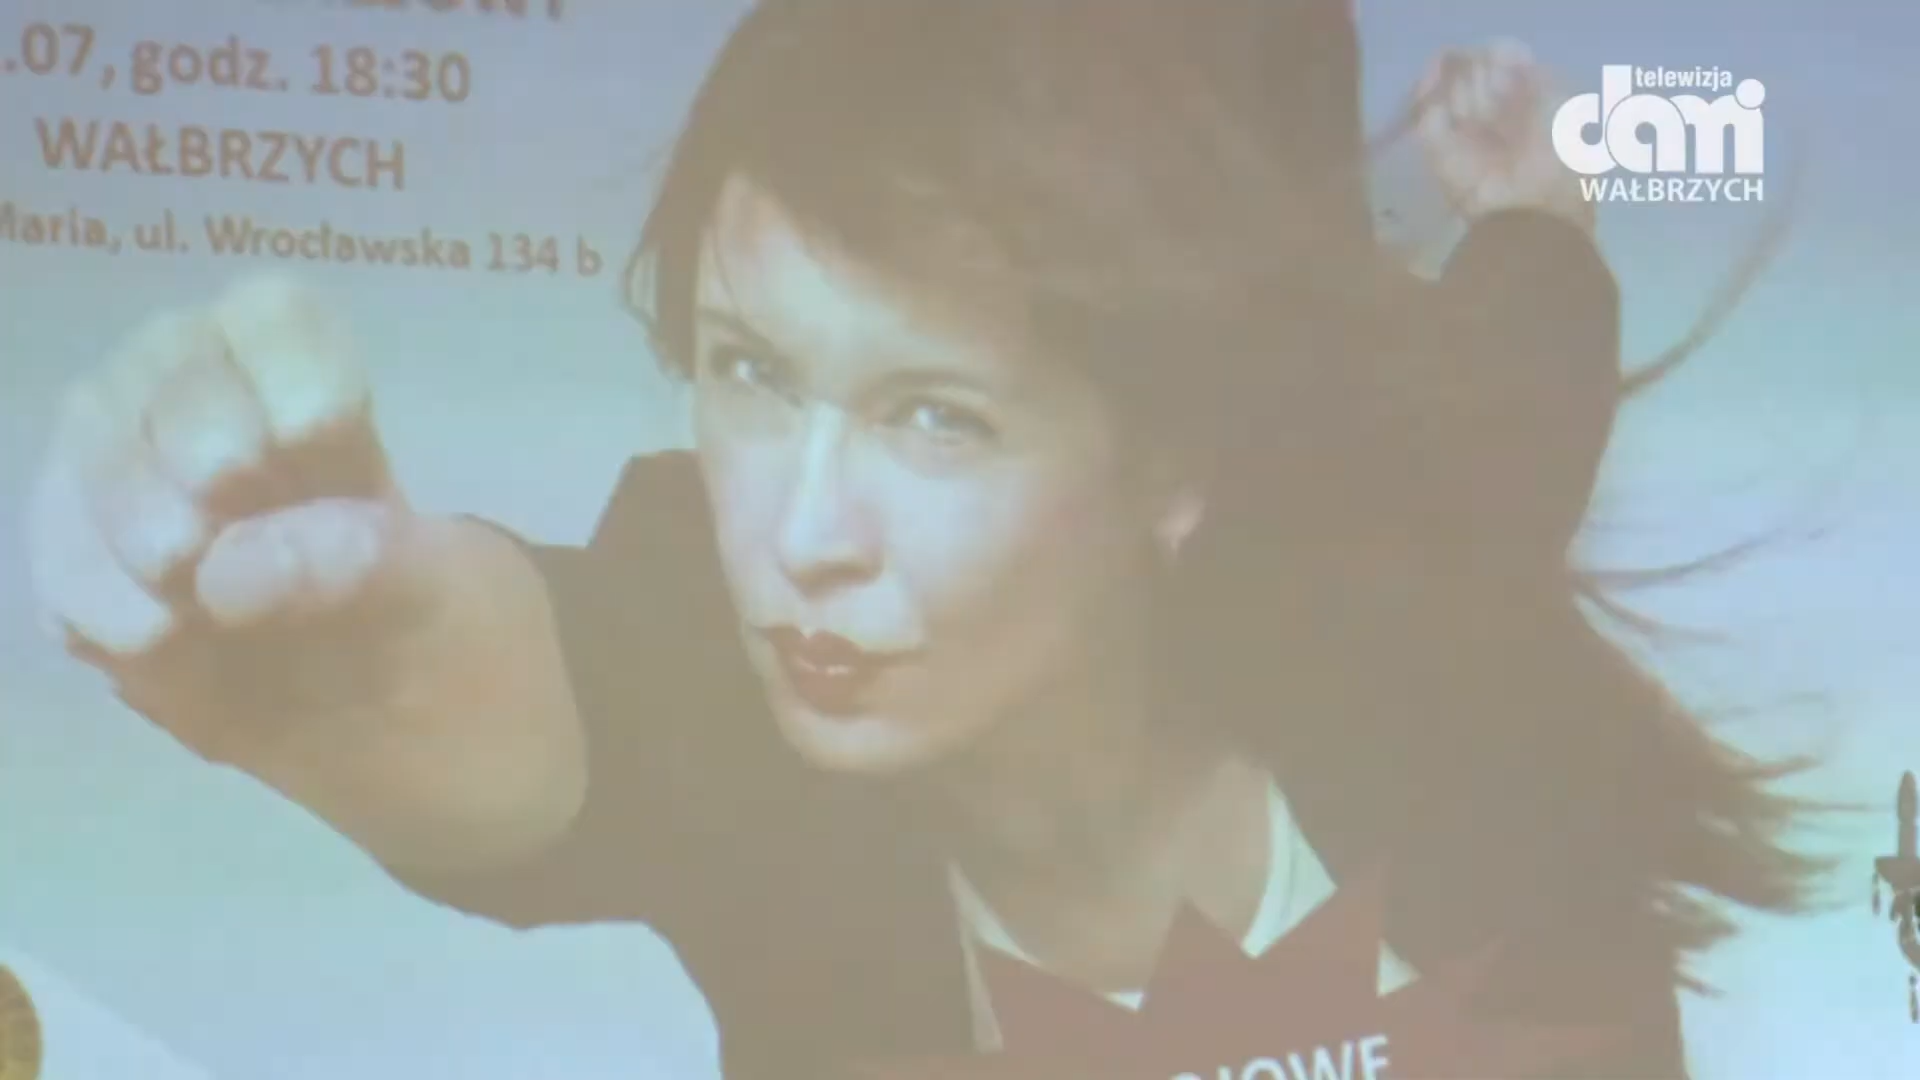 .07, godz. 18:30
WAŁBRZYCH
Maria, ul. Wrocławska 134 b
telewizja
dami
WAŁBRZYCH